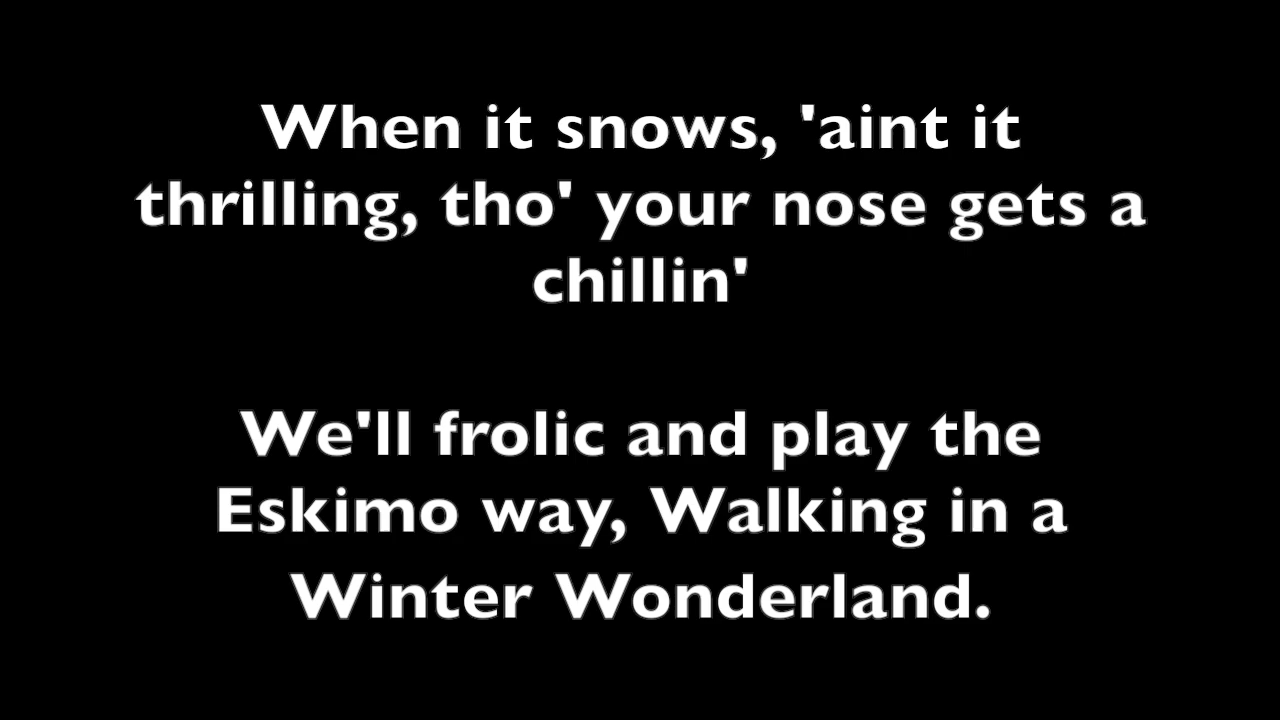 When it snows, 'aint it
thrilling, tho' your nose gets a
chillin'
We'll frolic and play the
Eskimo way, Walking in a
Winter Wonderland.